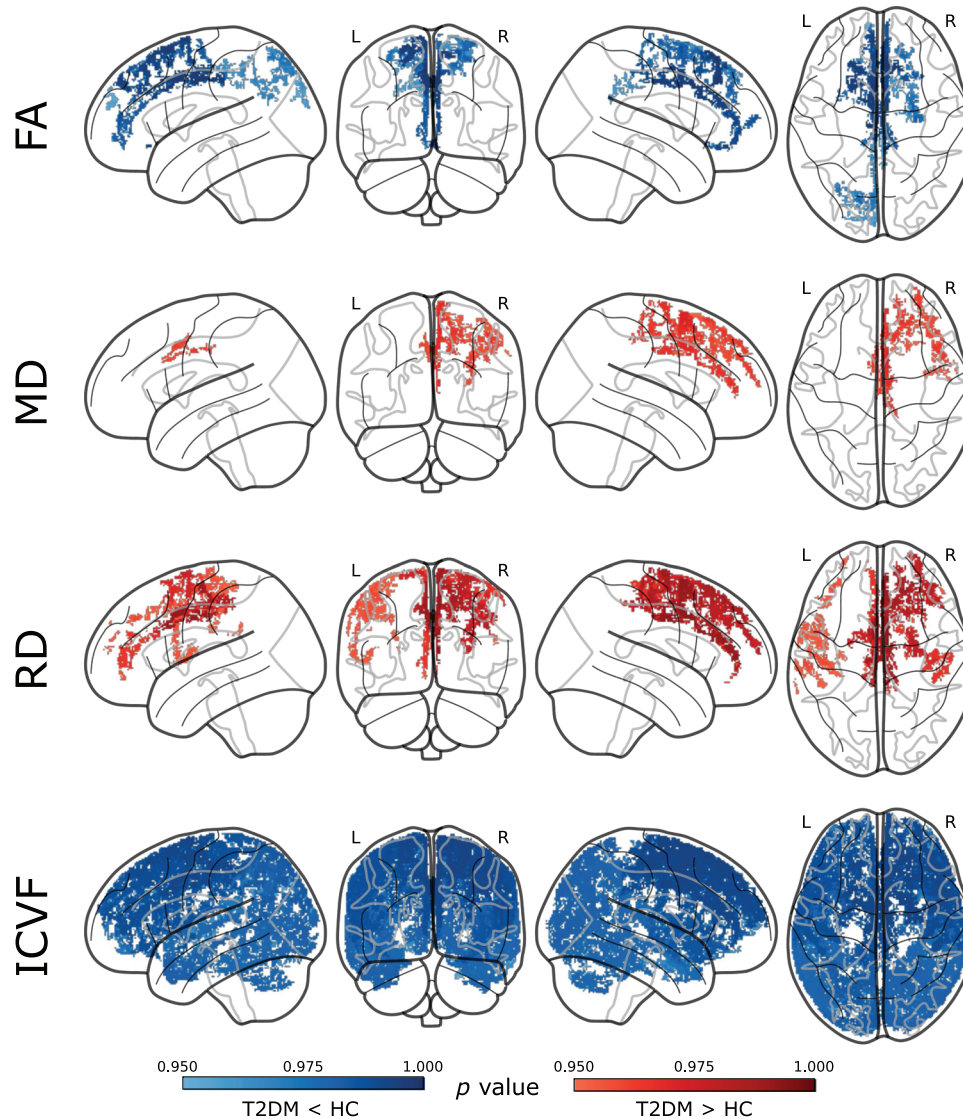 L R L R
FA
L R L R
MD
L R L R
RD
L R L R
ICVF
0.950 0.975 1.000 0.950 0.975 1.000
p value
T2DM < HC T2DM > HC